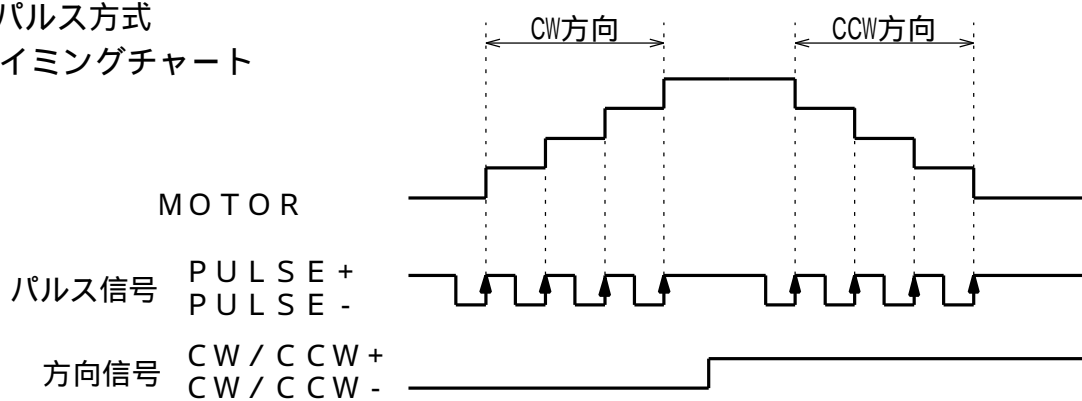 パルス方式
イミングチャート
CW方向
CCW方向
ＭＯＴＯＲ
パルス信号
ＰＵＬＳＥ+
ＰＵＬＳＥ-
方向信号
ＣＷ/ＣＣＷ+
ＣＷ/ＣＣＷ-